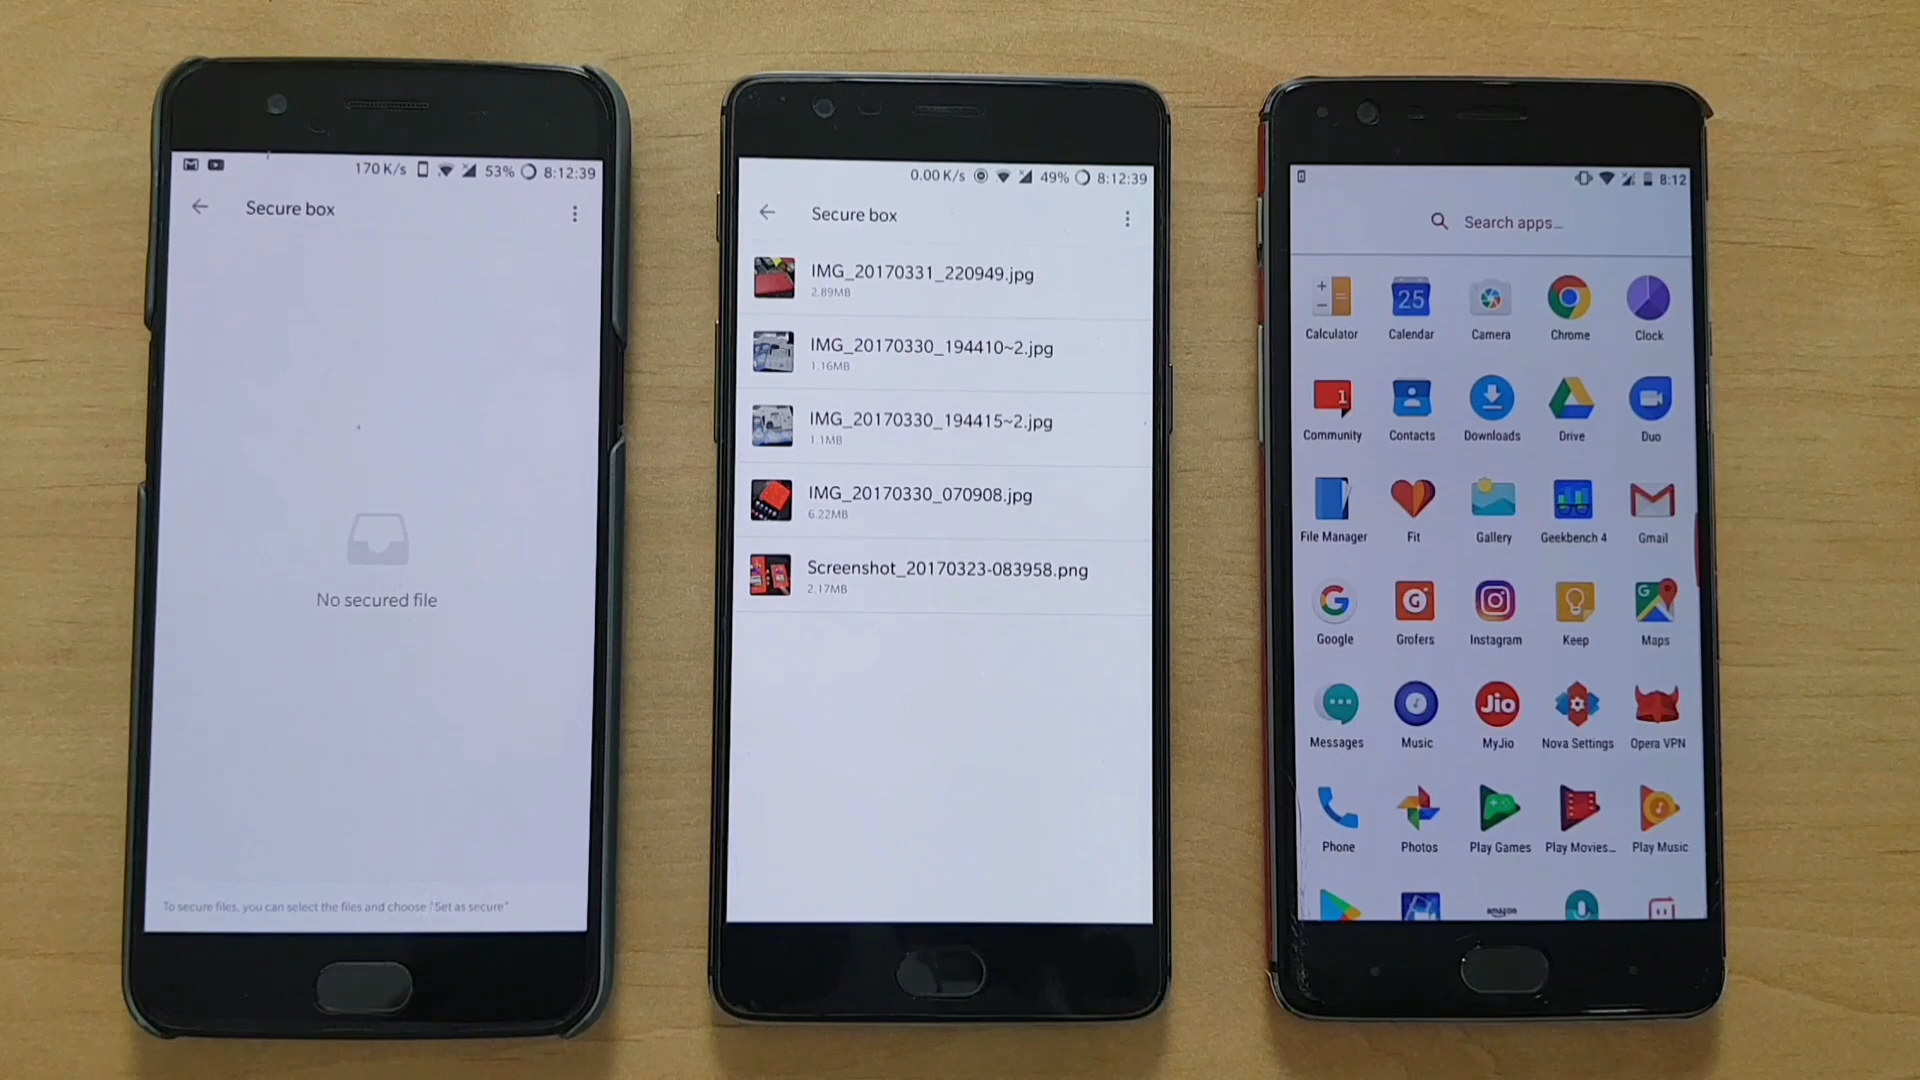 170 K/s 53% 8:12:39
Secure box
No secured file
To secure files, you can select the files and choose "Set as secure"
0.00 K/s 49% 8:12:39
Secure box
IMG_20170331_220949.jpg
2.89MB
IMG_20170330_194410~2.jpg
1.16MB
IMG_20170330_194415~2.jpg
1.1MB
IMG_20170330_070908.jpg
6.22MB
Screenshot_20170323-083958.png
2.17MB
8:12
Search apps...
25
Calculator Calendar Camera Chrome Clock
1
Community Contacts Downloads Drive Duo
File Manager Fit Gallery Geekbench 4 Gmail
Google Grofers Instagram Keep Maps
Jio
Messages Music MyJio Nova Settings Opera VPN
Phone Photos Play Games Play Movies... Play Music
amazon